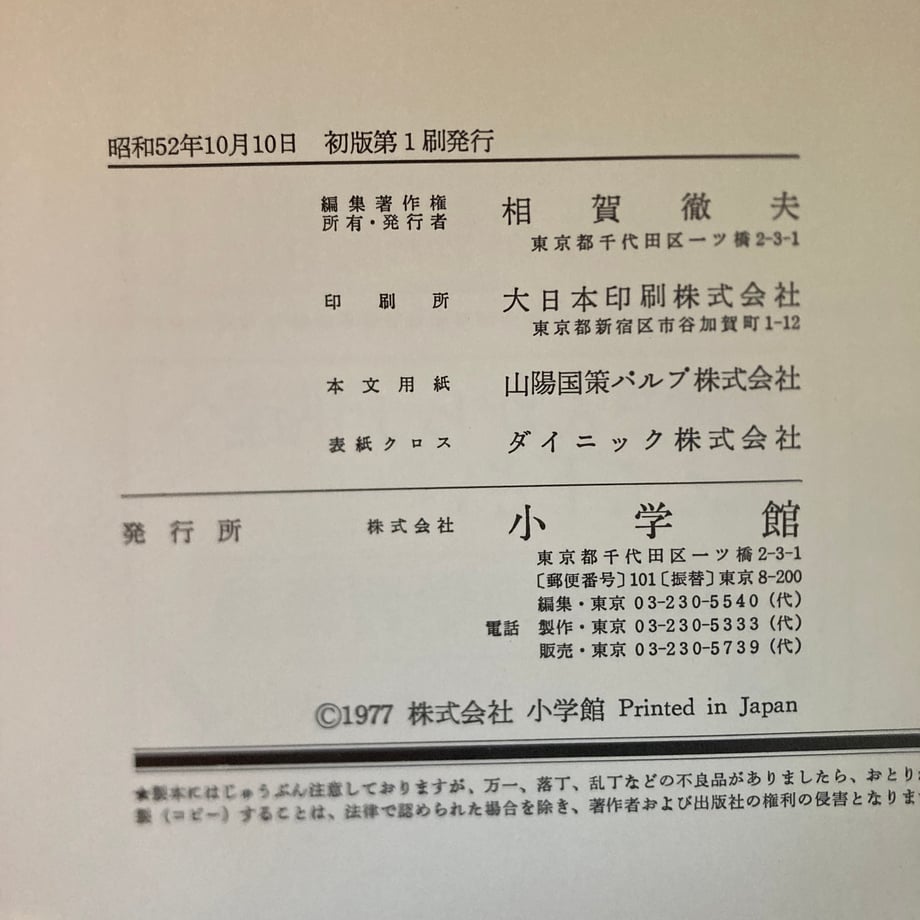 昭和52年10月10日　初版第1刷発行
編集著作権
所有・発行者　相賀徹夫
東京都千代田区一ツ橋2-3-1
印刷所　大日本印刷株式会社
東京都新宿区市谷加賀町1-12
本文用紙　山陽国策パルプ株式会社
表紙クロス　ダイニック株式会社
発行所　株式会社　小学館
東京都千代田区一ツ橋2-3-1
〔郵便番号〕101〔振替〕東京8-200
編集・東京 03-230-5540（代）
電話　製作・東京 03-230-5333（代）
販売・東京 03-230-5739（代）
©1977 株式会社 小学館 Printed in Japan
★製本にはじゅうぶん注意しておりますが、万一、落丁、乱丁などの不良品がありましたら、おとり
製（コピー）することは、法律で認められた場合を除き、著作者および出版社の権利の侵害となりま